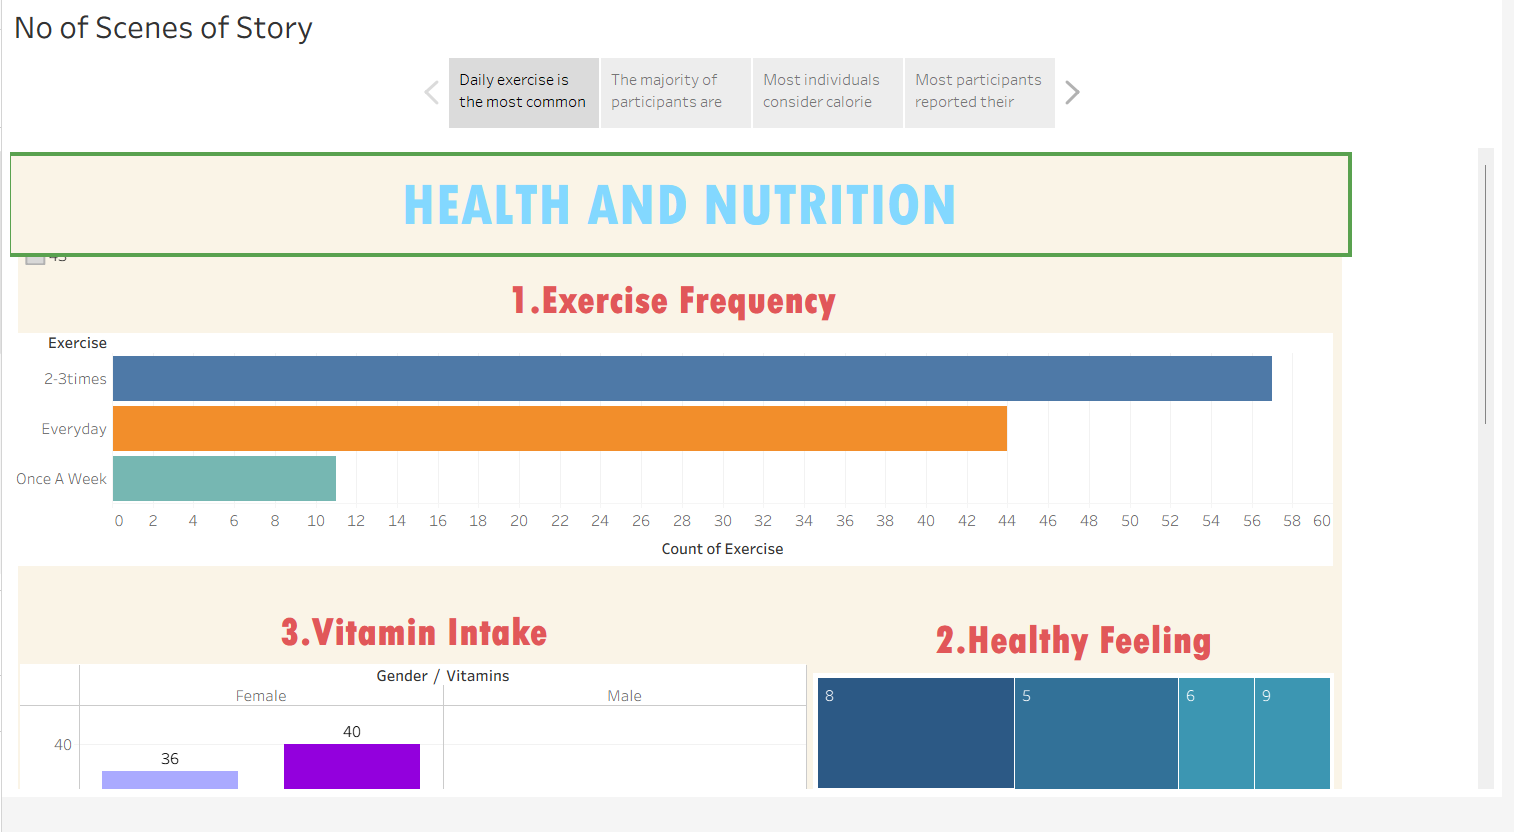 No of Scenes of Story
Daily exercise is
the most common
The majority of
participants are
Most individuals
consider calorie
Most participants
reported their
HEALTH AND NUTRITION
1.Exercise Frequency
Exercise
2-3times
Everyday
Once A Week
0 2 4 6 8 10 12 14 16 18 20 22 24 26 28 30 32 34 36 38 40 42 44 46 48 50 52 54 56 58 60
Count of Exercise
3.Vitamin Intake
Gender / Vitamins
Female
Male
40
36
40
2.Healthy Feeling
8
5
6
9